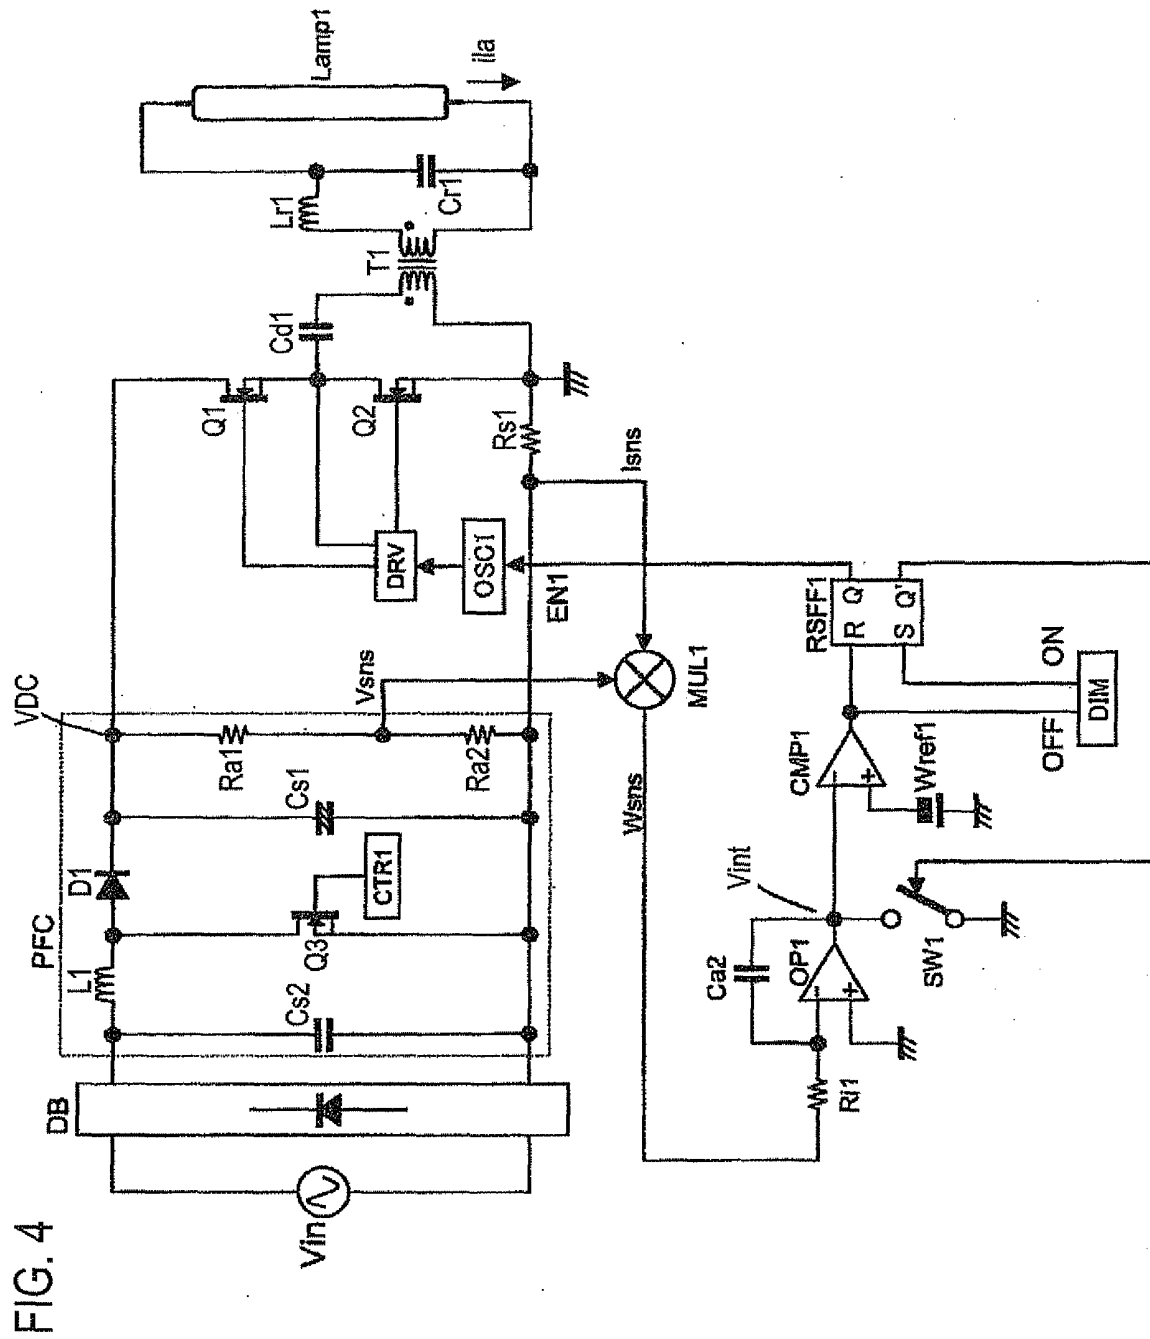 FIG. 4
Vin
DB
PFC
L1
D1
VDC
Cs2
Q3
CTR1
Cs1
Ra1
Ra2
Vsns
Q1
Q2
DRV
OSC1
EN1
Rs1
Isns
Cd1
T1
Lr1
Cr1
Lamp1
ila
MUL1
Wsns
Ri1
Ca2
OP1
−
+
Vint
SW1
CMP1
−
+
Wref1
RSFF1
R Q
S Q'
OFF
ON
DIM